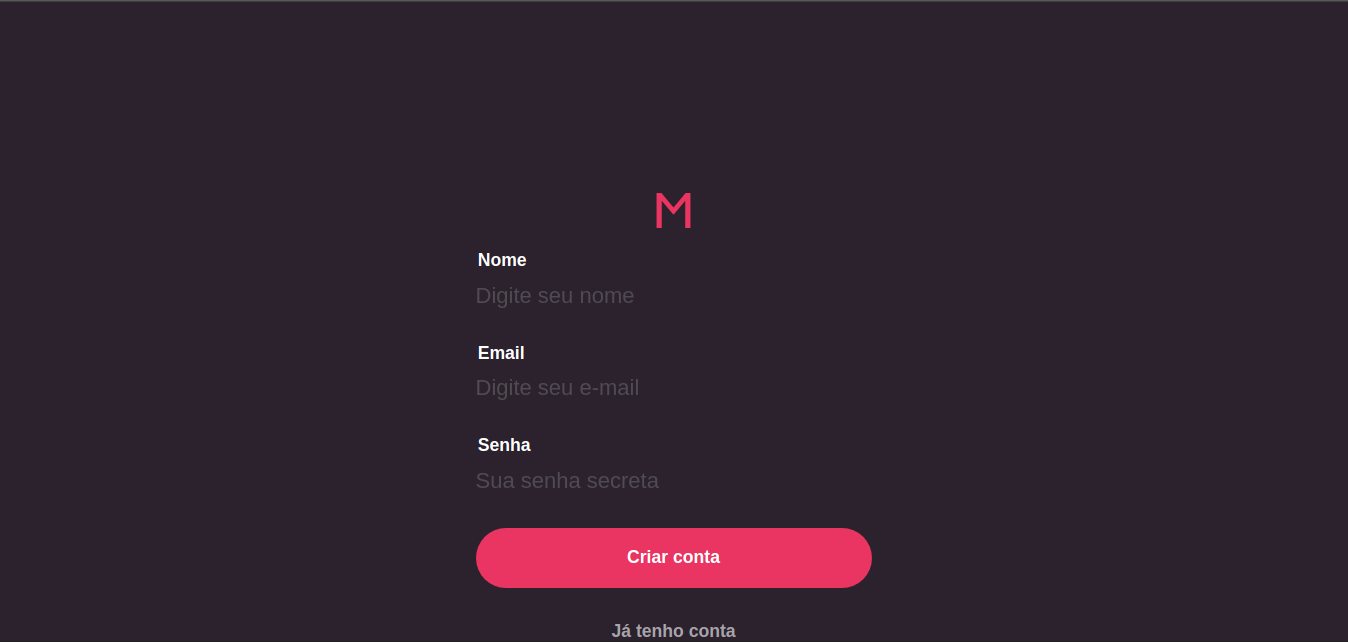 M
Nome
Digite seu nome
Email
Digite seu e-mail
Senha
Sua senha secreta
Criar conta
Já tenho conta